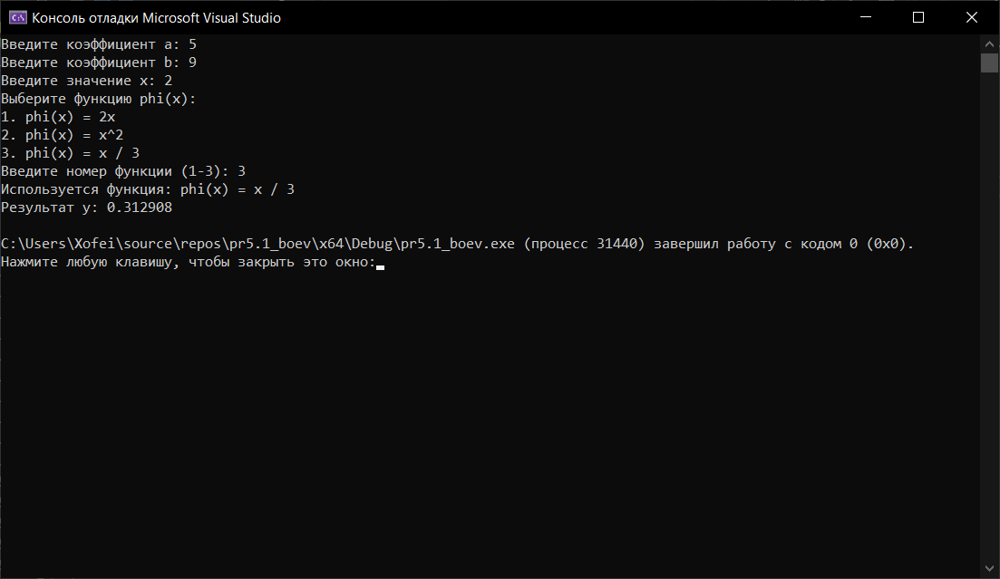 Консоль отладки Microsoft Visual Studio
Введите коэффициент a: 5
Введите коэффициент b: 9
Введите значение x: 2
Выберите функцию phi(x):
1. phi(x) = 2x
2. phi(x) = x^2
3. phi(x) = x / 3
Введите номер функции (1-3): 3
Используется функция: phi(x) = x / 3
Результат y: 0.312908
C:\Users\Xofei\source\repos\pr5.1_boev\x64\Debug\pr5.1_boev.exe (процесс 31440) завершил работу с кодом 0 (0x0).
Нажмите любую клавишу, чтобы закрыть это окно: